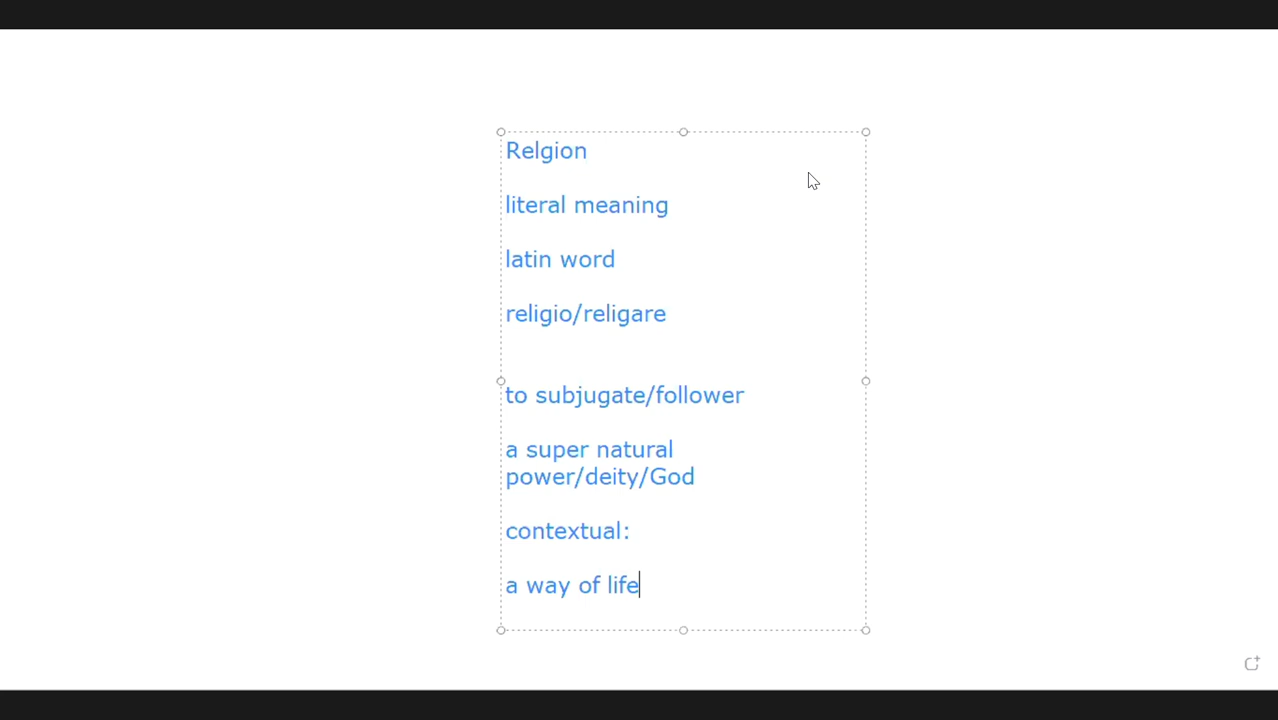 Relgion
literal meaning
latin word
religio/religare
to subjugate/follower
a super natural
power/deity/God
contextual:
a way of life